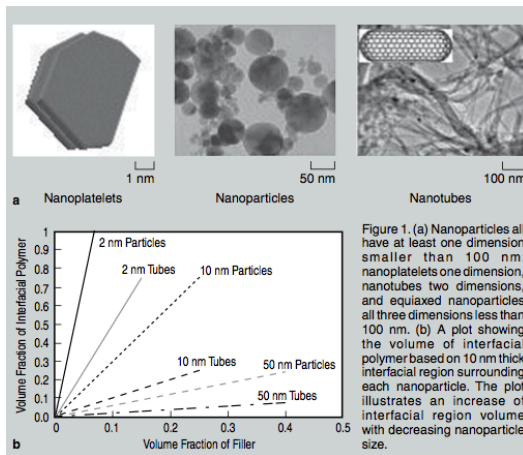 1 nm
50 nm
100 nm
a
Nanoplatelets
Nanoparticles
Nanotubes
Volume Fraction of Interfacial Polymer
1
0.9
0.8
0.7
0.6
0.5
0.4
0.3
0.2
0.1
0.0
2 nm Particles
2 nm Tubes
10 nm Particles
10 nm Tubes
50 nm Particles
50 nm Tubes
0
0.1
0.2
0.3
0.4
0.5
b
Volume Fraction of Filler
Figure 1. (a) Nanoparticles all
have at least one dimension
smaller than 100 nm
nanoplatelets one dimension,
nanotubes two dimensions,
and equiaxed nanoparticles
all three dimensions less than
100 nm. (b) A plot showing
the volume of interfacial
polymer based on 10 nm thick
interfacial region surrounding
each nanoparticle. The plot
illustrates an increase of
interfacial region volume
with decreasing nanoparticle
size.